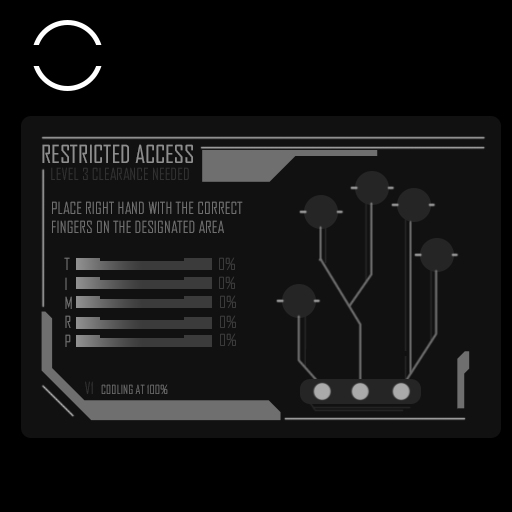 RESTRICTED ACCESS
LEVEL 3 CLEARANCE NEEDED
PLACE RIGHT HAND WITH THE CORRECT
FINGERS ON THE DESIGNATED AREA
T 0%
I 0%
M 0%
R 0%
P 0%
V1 COOLING AT 100%